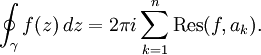 ∮_γ f(z) dz = 2πi ∑_{k=1}^{n} Res(f, a_k).